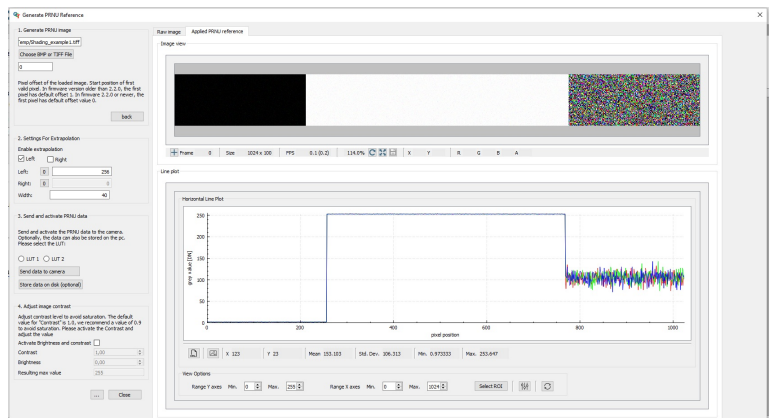 Generate PRNU Reference
1. Generate PRNU image
'emp/Shading_example1.tiff
Choose BMP or TIFF File
0
Pixel offset of the loaded image. Start position of first
valid pixel. In firmware version older than 2.2.0, the first
pixel has default offset 1. In firmware 2.2.0 or newer, the
first pixel has default offset value 0.
back
2. Settings For Extrapolation
Enable extrapolation
Left Right
Left: 0 256
Right: 0 0
Width: 40
3. Send and activate PRNU data
Send and activate the PRNU data to the camera.
Optionally, the data can also be stored on the pc.
Please select the LUT:
LUT 1 LUT 2
Send data to camera
Store data on disk (optional)
4. Adjust image contrast
Adjust contrast level to avoid saturation. The default
value for "Contrast" is 1.0, we recommend a value of 0.9
to avoid saturation. Please activate the Contrast and
adjust the value
Activate Brightness and constrast
Contrast 1,00
Brightness 0,00
Resulting max value 255
... Close
Raw image Applied PRNU reference
Image view
Frame 0 Size 1024 x 100 FPS 0.1 (0.2) 114.0% X Y R G B A
Line plot
Horizontal Line Plot
250
200
150
100
50
0
gray value [DN]
0 200 400 600 800 1000
pixel position
X 123 Y 23 Mean 153.103 Std. Dev. 106.313 Min. 0.973333 Max. 253.647
View Options
Range Y axes Min. 0 Max. 255 Range X axes Min. 0 Max. 1024 Select ROI